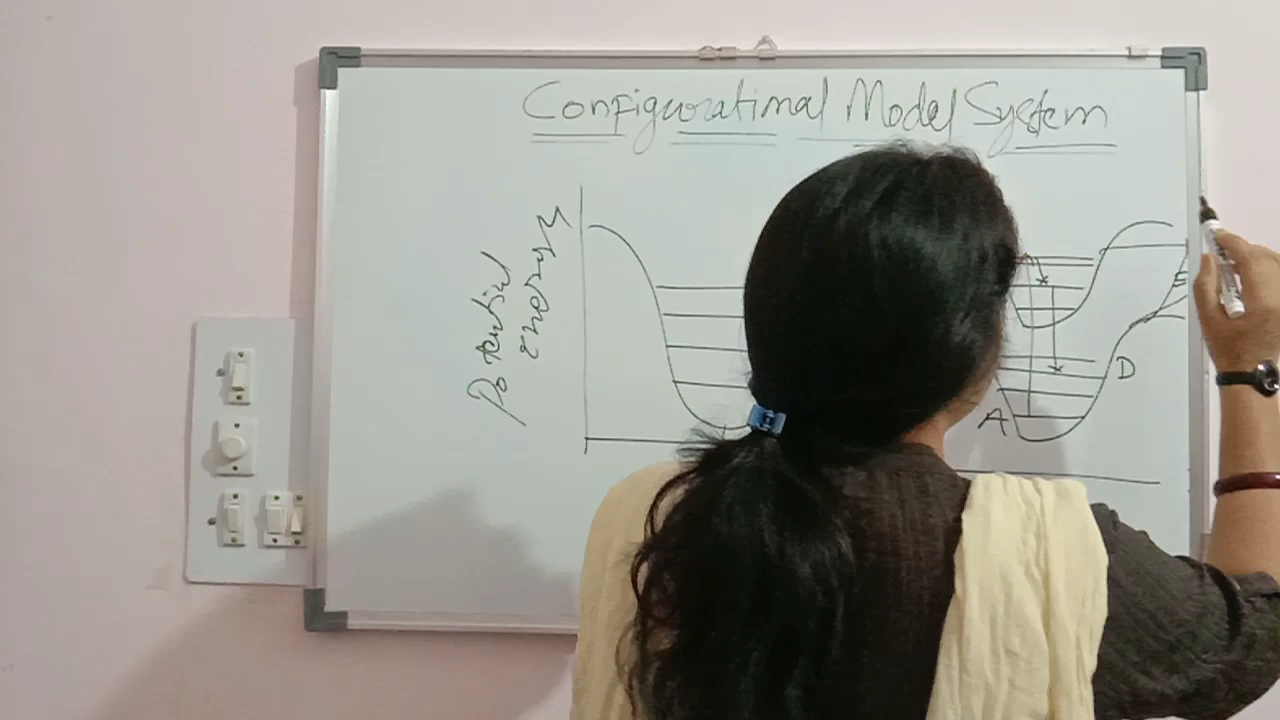 Configurational Model System
Potential
Energy
A
D
E